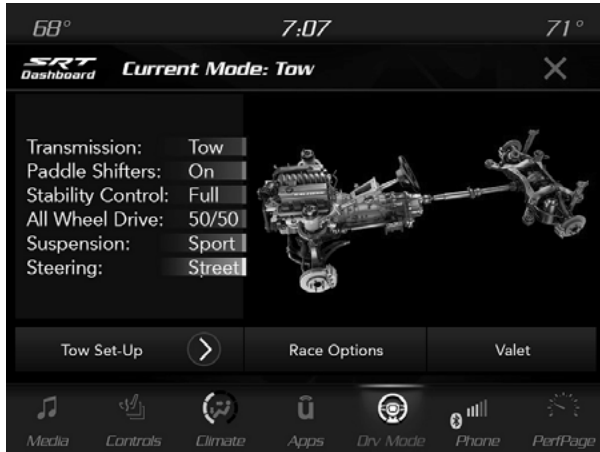 68° 7:07 71°
SRT Dashboard Current Mode: Tow
Transmission: Tow
Paddle Shifters: On
Stability Control: Full
All Wheel Drive: 50/50
Suspension: Sport
Steering: Street
Tow Set-Up Race Options Valet
Media Controls Climate Apps Drv Mode Phone PerfPage